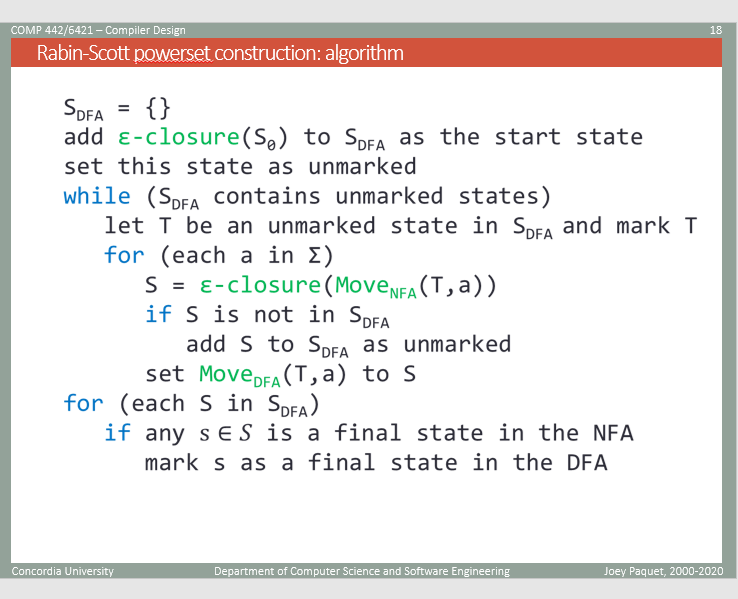 COMP 442/6421 – Compiler Design 18
Rabin-Scott powerset construction: algorithm
S_DFA = {}
add ε-closure(S₀) to S_DFA as the start state
set this state as unmarked
while (S_DFA contains unmarked states)
let T be an unmarked state in S_DFA and mark T
for (each a in Σ)
S = ε-closure(Move_NFA(T,a))
if S is not in S_DFA
add S to S_DFA as unmarked
set Move_DFA(T,a) to S
for (each S in S_DFA)
if any s ∈ S is a final state in the NFA
mark s as a final state in the DFA
Concordia University Department of Computer Science and Software Engineering Joey Paquet, 2000-2020